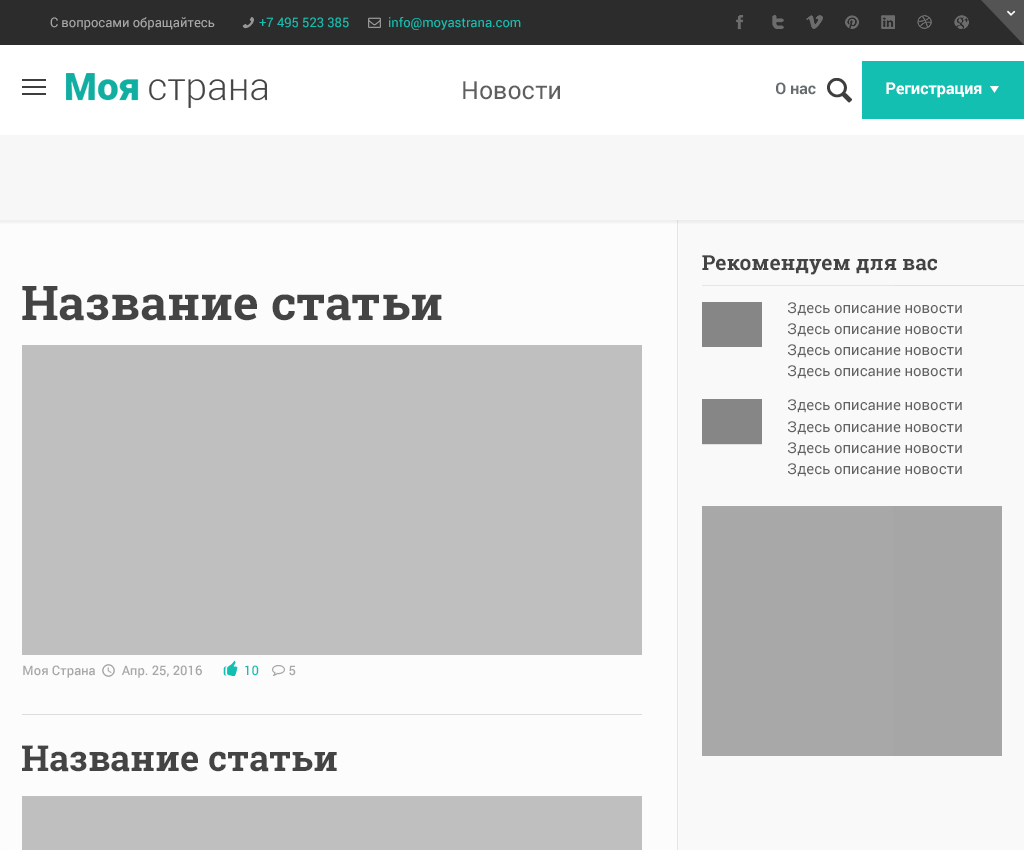 С вопросами обращайтесь +7 495 523 385 info@moyastrana.com
Моя страна
Новости
О нас
Регистрация
Название статьи
Моя Страна Апр. 25, 2016 10 5
Название статьи
Рекомендуем для вас
Здесь описание новости
Здесь описание новости
Здесь описание новости
Здесь описание новости
Здесь описание новости
Здесь описание новости
Здесь описание новости
Здесь описание новости